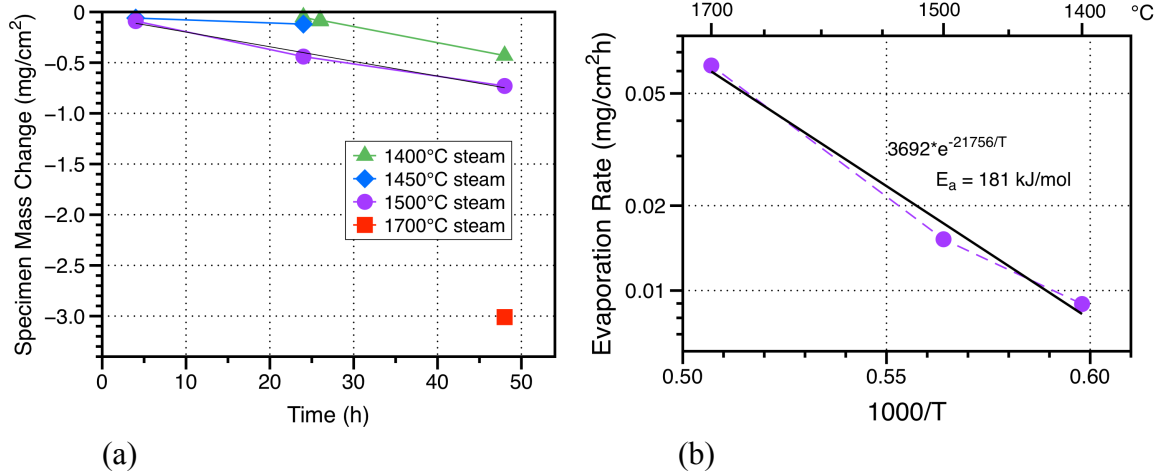 0
−0.5
−1.0
−1.5
−2.0
−2.5
−3.0
Specimen Mass Change (mg/cm2)
1400°C steam
1450°C steam
1500°C steam
1700°C steam
0 10 20 30 40 50
Time (h)
(a)
1700 1500 1400 °C
0.05
0.02
0.01
Evaporation Rate (mg/cm2h)
3692*e-21756/T
Ea = 181 kJ/mol
0.50 0.55 0.60
1000/T
(b)